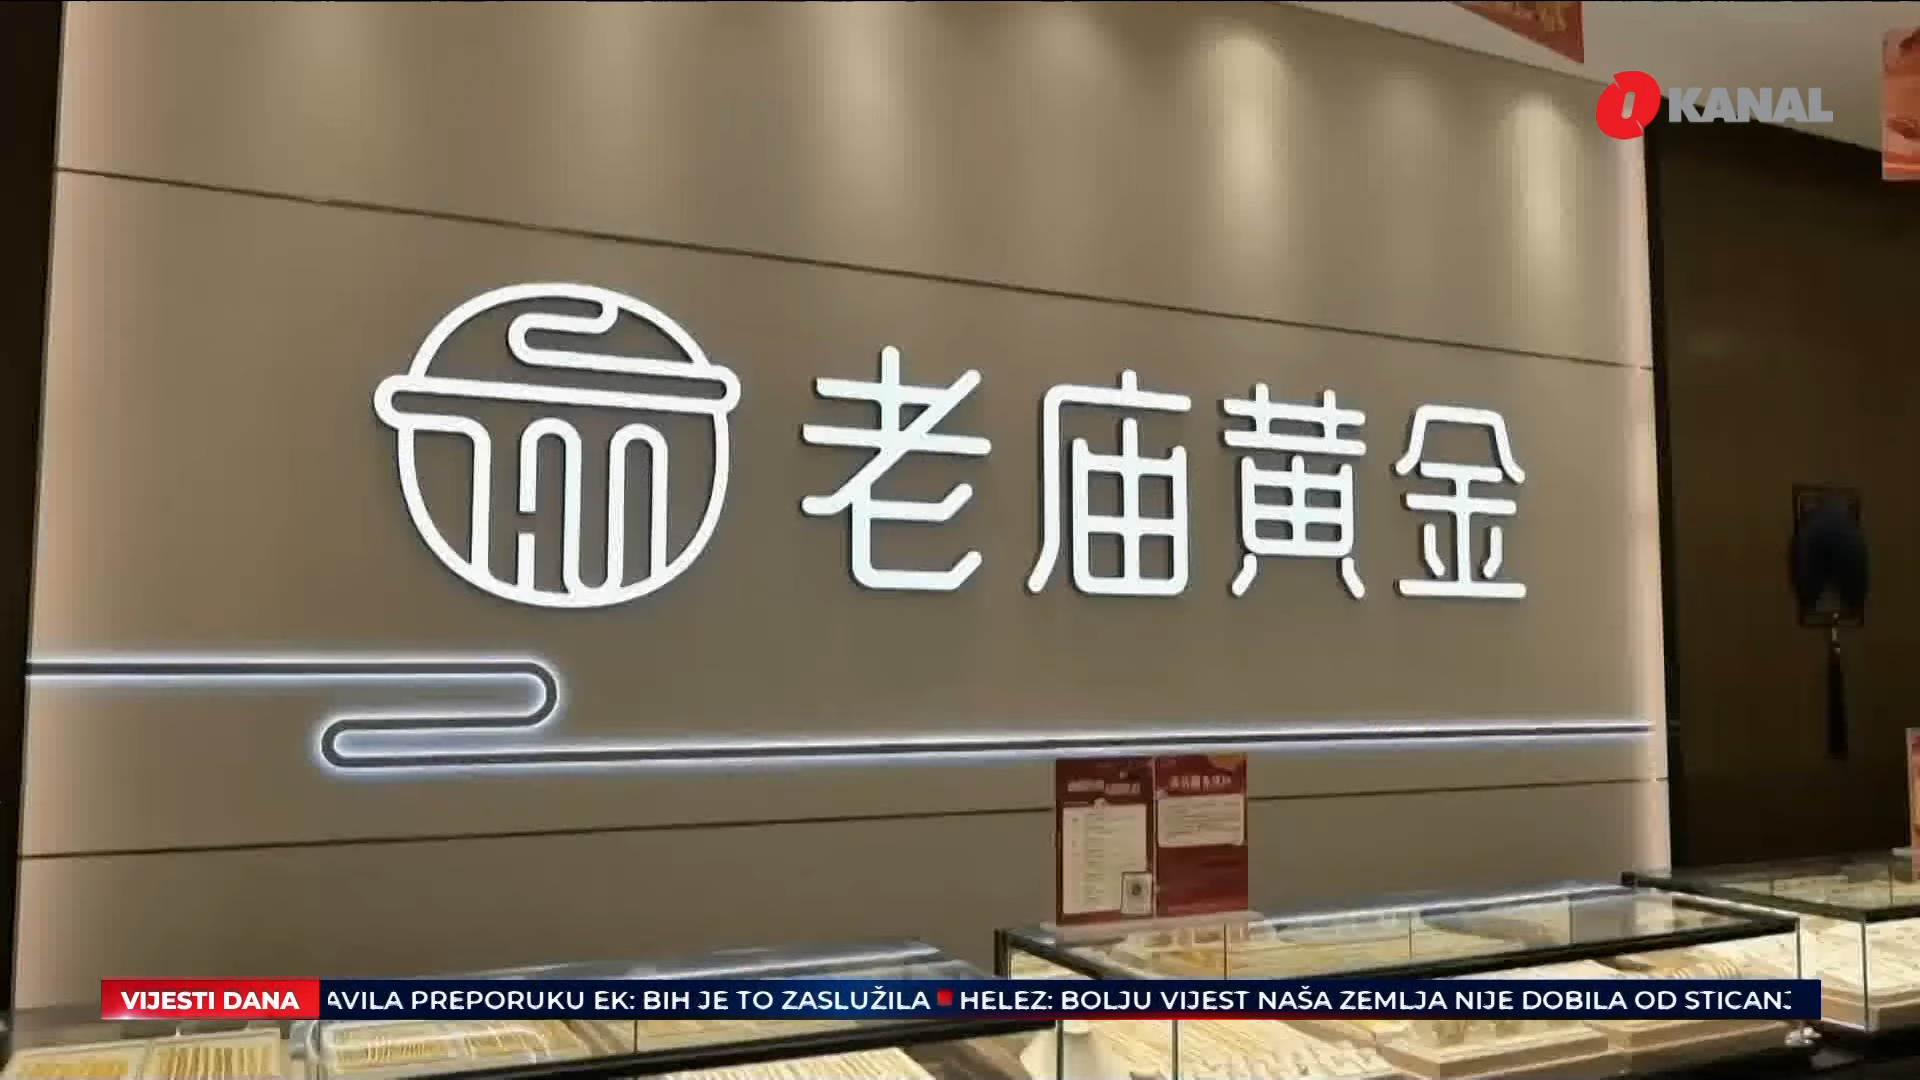 O KANAL
老庙黄金
VIJESTI DANA
AVILA PREPORUKU EK: BIH JE TO ZASLUŽILA HELEZ: BOLJU VIJEST NAŠA ZEMLJA NIJE DOBILA OD STICANJ